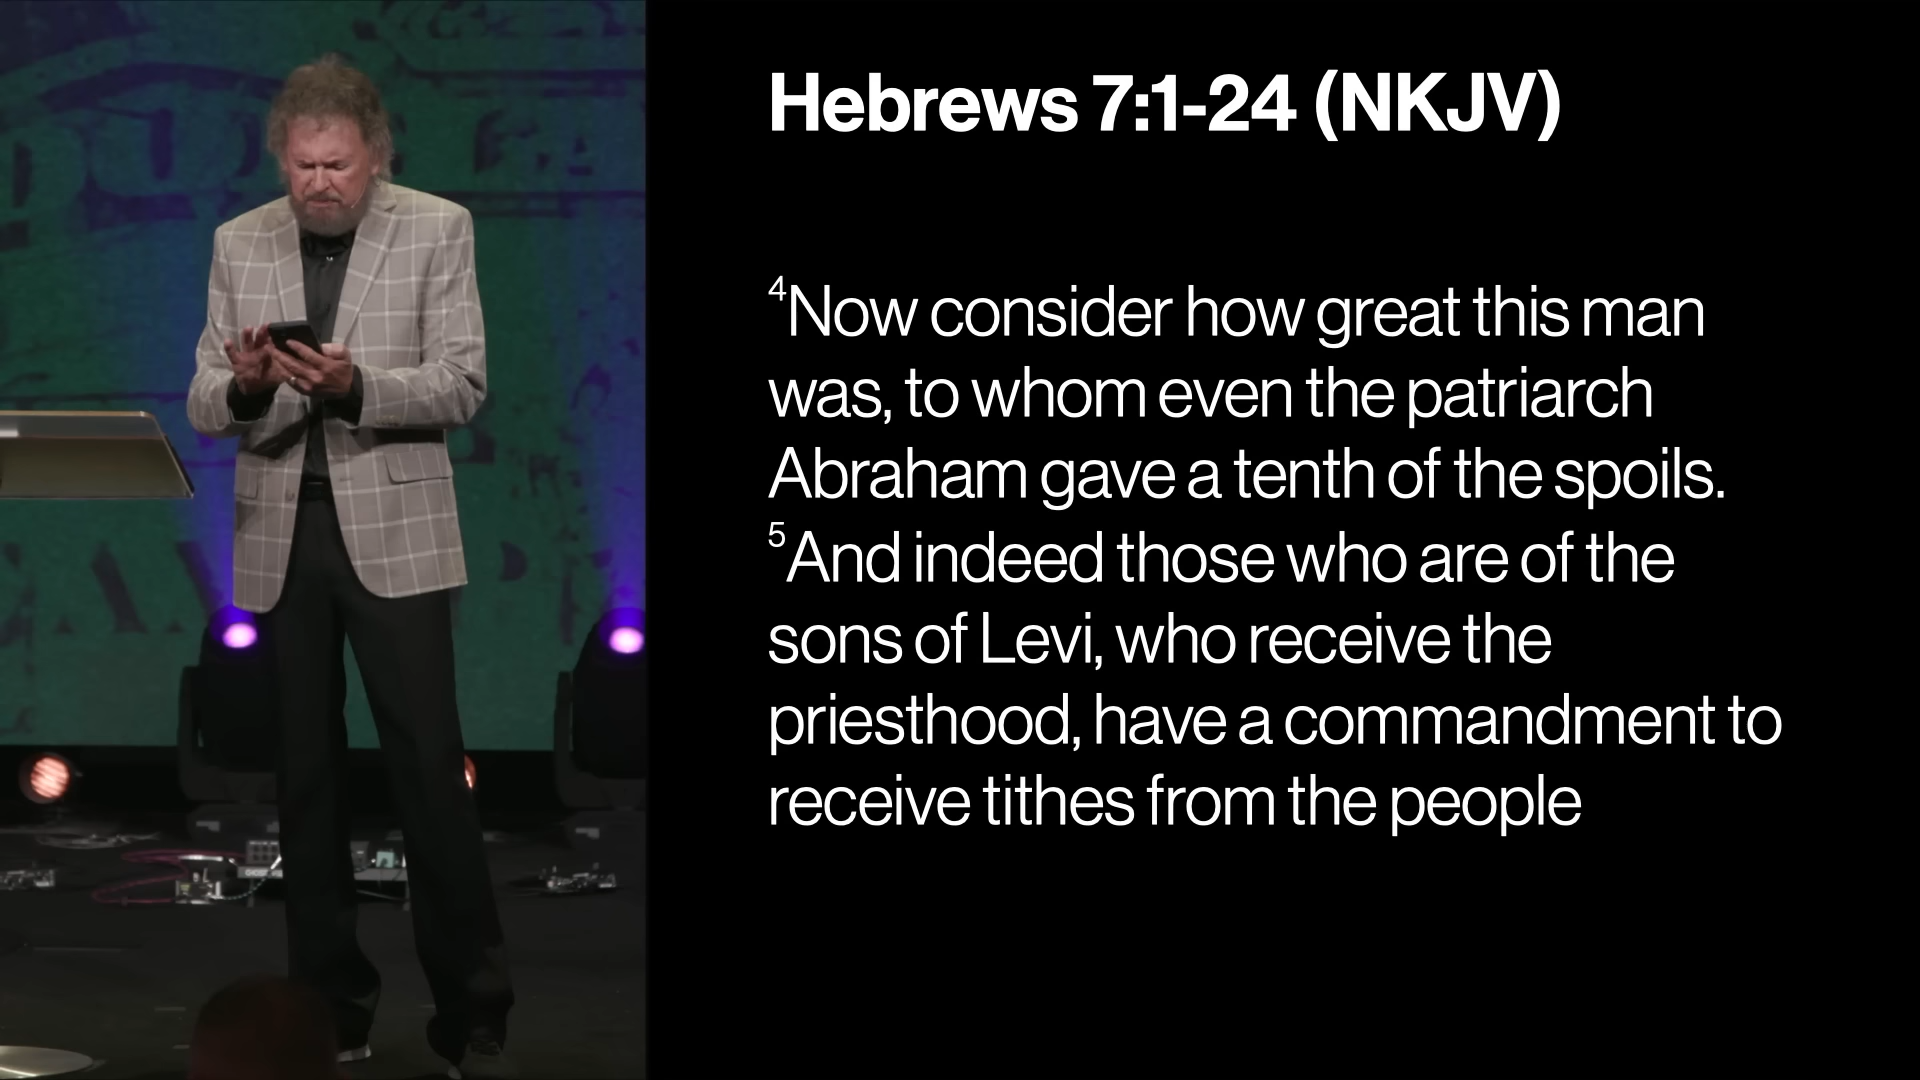 Hebrews 7:1-24 (NKJV)
⁴Now consider how great this man
was, to whom even the patriarch
Abraham gave a tenth of the spoils.
⁵And indeed those who are of the
sons of Levi, who receive the
priesthood, have a commandment to
receive tithes from the people